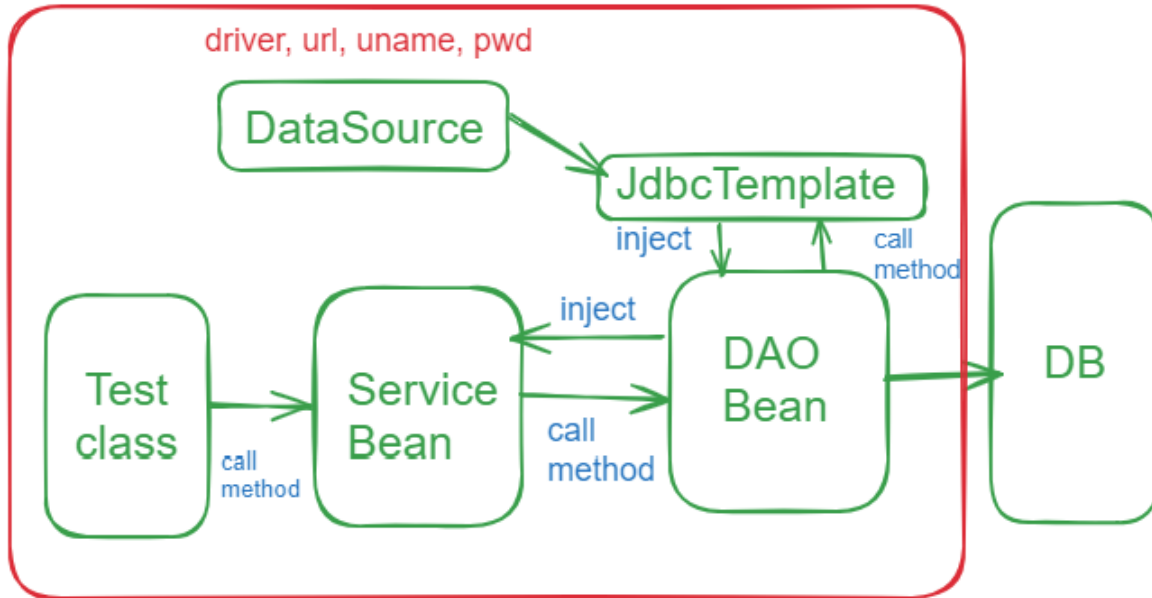 driver, url, uname, pwd
DataSource
JdbcTemplate
inject
call
method
inject
Test
class
call
method
Service
Bean
call
method
DAO
Bean
DB